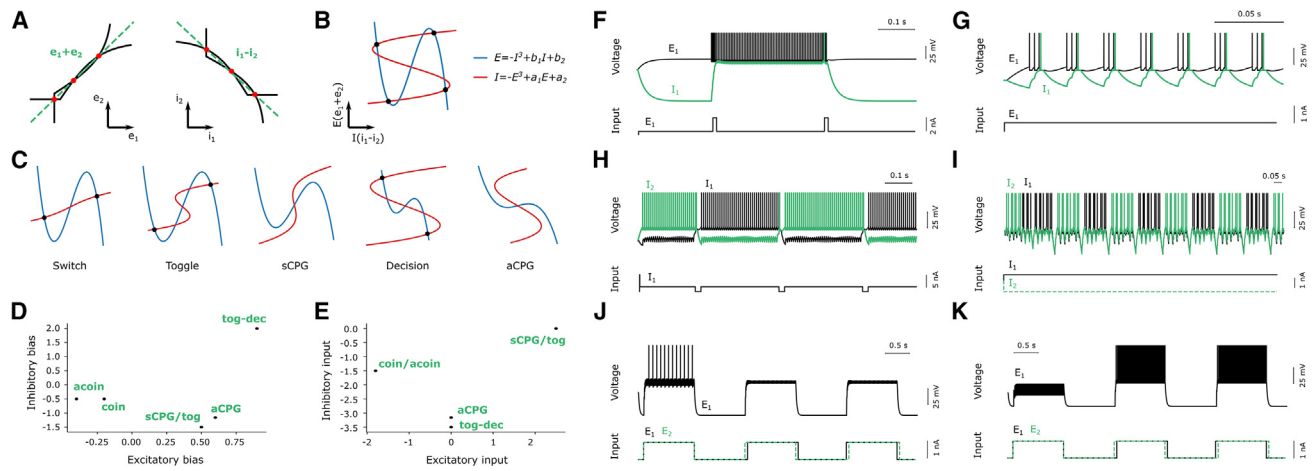 A
e1+e2
e2
e1
i1-i2
i2
i1
B
E=-I³+b1I+b2
I=-E³+a1E+a2
E(e1+e2)
I(i1-i2)
C
Switch
Toggle
sCPG
Decision
aCPG
D
Inhibitory bias
2.0
1.5
1.0
0.5
0.0
-0.5
-1.0
-1.5
tog-dec
acoin
coin
sCPG/tog
aCPG
-0.25
0.00
0.25
0.50
0.75
Excitatory bias
E
Inhibitory input
0.0
-0.5
-1.0
-1.5
-2.0
-2.5
-3.0
-3.5
sCPG/tog
coin/acoin
aCPG
tog-dec
-2
0
2
Excitatory input
F
0.1 s
Voltage
E1
I1
25 mV
Input
E1
2 nA
G
0.05 s
Voltage
E1
I1
25 mV
Input
E1
1 nA
H
I2
I1
0.1 s
Voltage
25 mV
Input
I1
5 nA
I
I2
I1
0.05 s
Voltage
25 mV
Input
I1
I2
1 nA
J
0.5 s
Voltage
E1
25 mV
Input
E1 E2
1 nA
K
0.5 s
Voltage
E1
25 mV
Input
E1 E2
1 nA